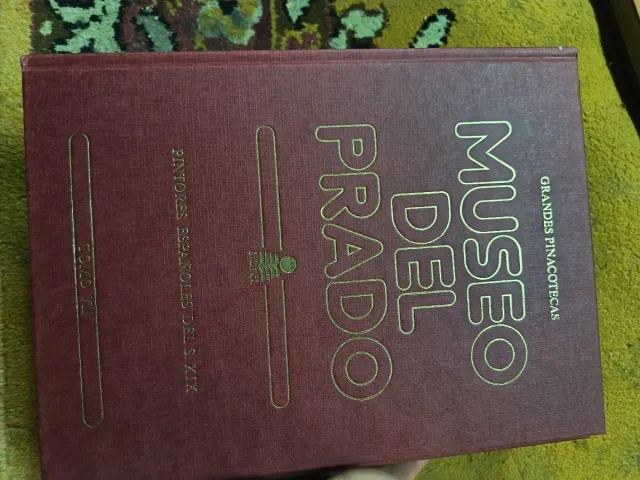 GRANDES PINACOTECAS
MUSEO
DEL
PRADO
PINTORES ESPAÑOLES DEL S. XIX
TOMO